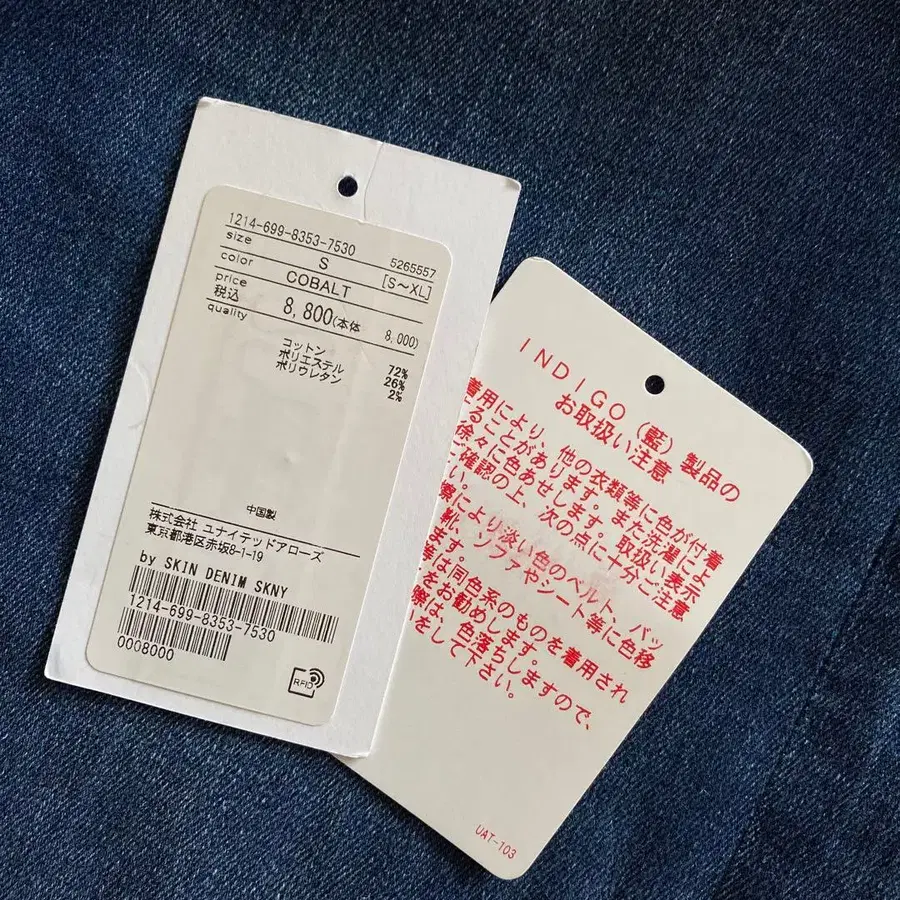 1214-699-8353-7530
size S 5265557
color COBALT [S～XL]
price 8,800(本体 8,000)
税込
quality
コットン 72%
ポリエステル 26%
ポリウレタン 2%
中国製
株式会社 ユナイテッドアローズ
東京都港区赤坂8-1-19
by SKIN DENIM SKNY
1214-699-8353-7530
0008000
RFID
INDIGO (藍) 製品の
お取扱い注意
着用により、他の衣類等に色が付着
することがあります。また洗濯によ
徐々に色あせします。取扱い表示
ご確認の上、次の点に十分ご注意
い。
擦により淡い色のベルト、バッ
靴、ソファやシート等に色移
ます。
等は同色系のものを着用され
をお勧めします。
際は、色落ちしますので、
をして下さい。
UAT-103